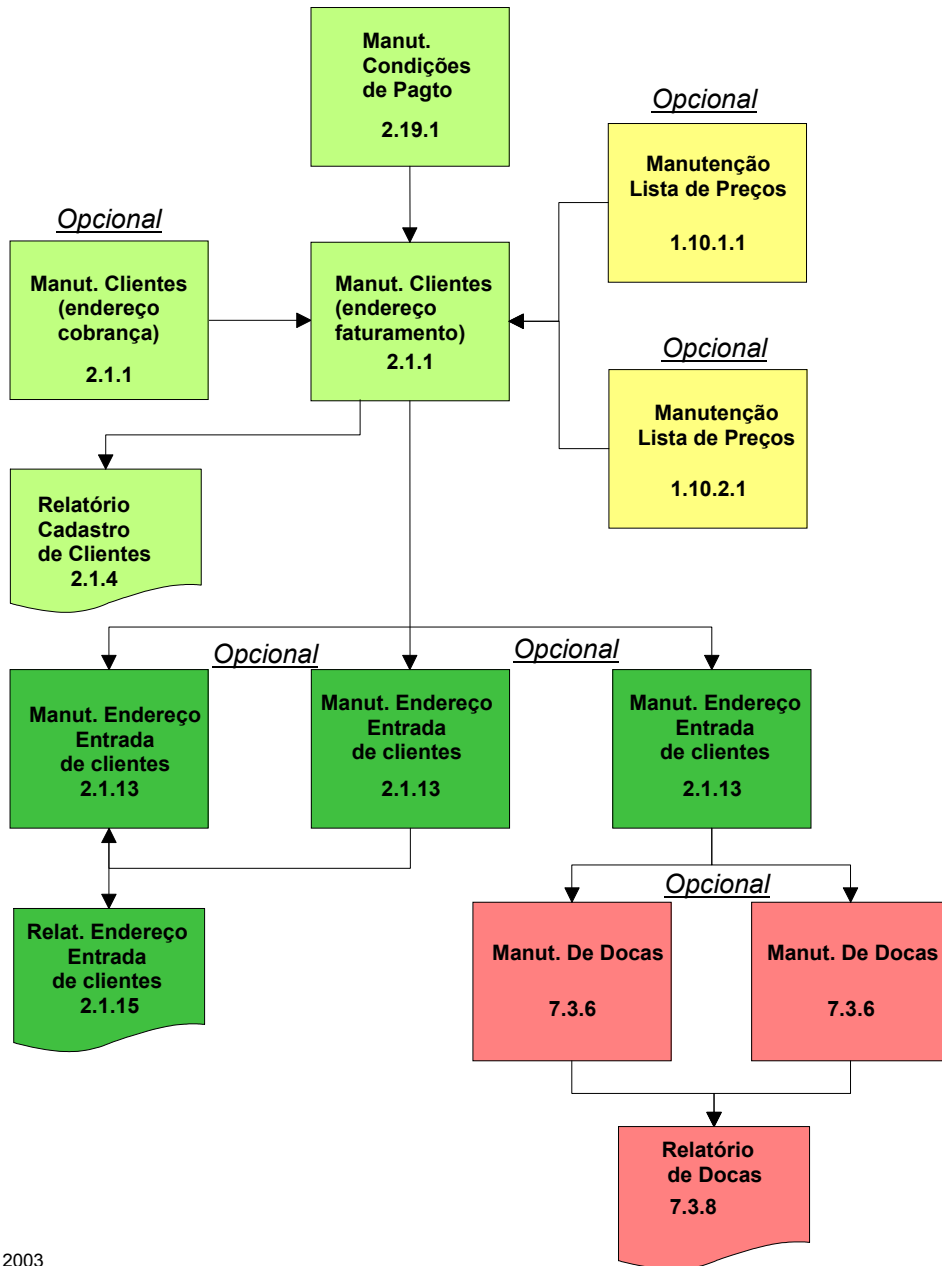 Manut.
Condições
de Pagto
2.19.1
Opcional
Manutenção
Lista de Preços
1.10.1.1
Opcional
Manut. Clientes
(endereço
cobrança)
2.1.1
Manut. Clientes
(endereço
faturamento)
2.1.1
Opcional
Manutenção
Lista de Preços
1.10.2.1
Relatório
Cadastro
de Clientes
2.1.4
Opcional
Opcional
Manut. Endereço
Entrada
de clientes
2.1.13
Manut. Endereço
Entrada
de clientes
2.1.13
Manut. Endereço
Entrada
de clientes
2.1.13
Opcional
Relat. Endereço
Entrada
de clientes
2.1.15
Manut. De Docas
7.3.6
Manut. De Docas
7.3.6
Relatório
de Docas
7.3.8
2003